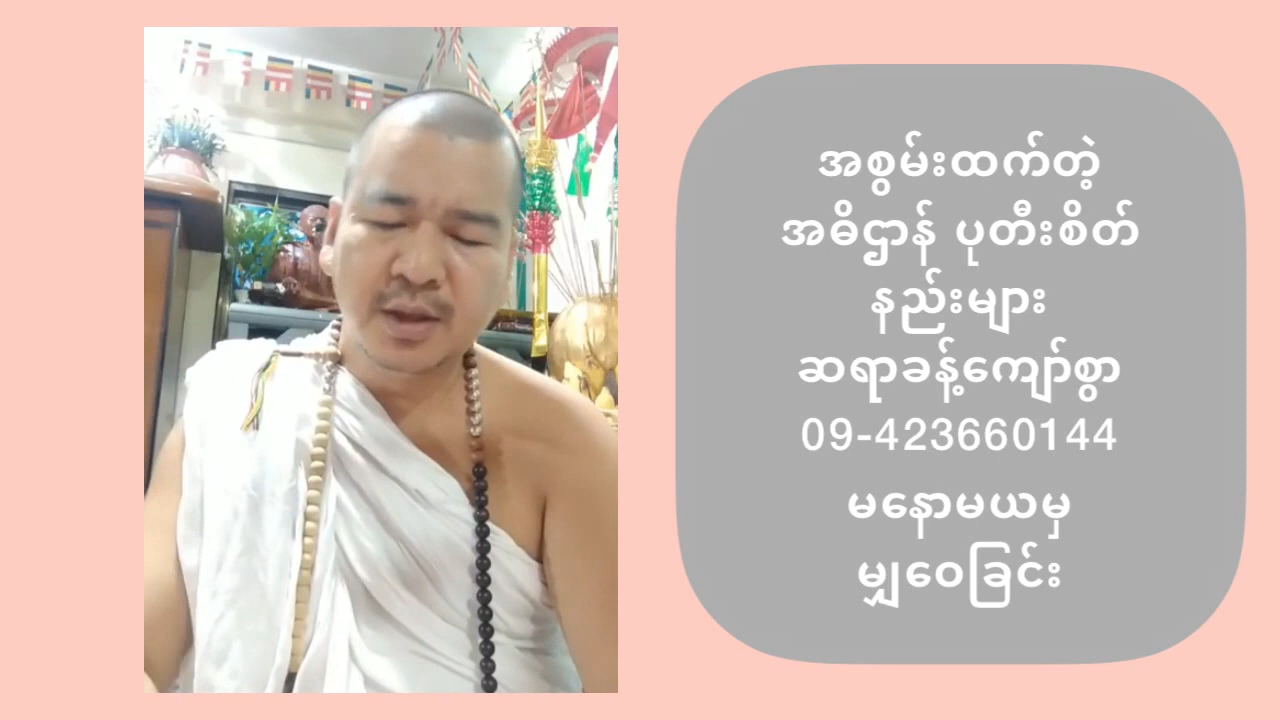 အစွမ်းထက်တဲ့
အဓိဌာန် ပုတီးစိတ်
နည်းများ
ဆရာခန့်ကျော်စွာ
09-423660144
မနောမယမှ
မျှဝေခြင်း